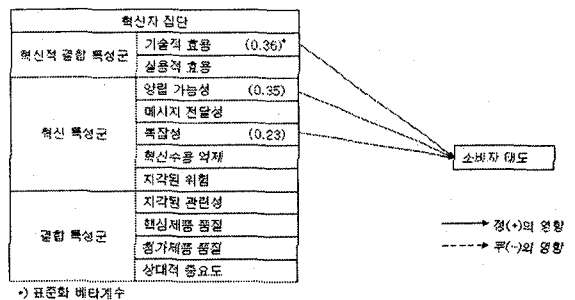 혁신자 집단
혁신적 결합 특성군
기술적 효용 (0.36)*
실용적 효용
혁신 특성군
양립 가능성 (0.35)
메시지 전달성
복잡성 (0.23)
혁신수용 억제
지각된 위험
결합 특성군
지각된 관련성
핵심제품 품질
첨가제품 품질
상대적 중요도
소비자 태도
정(+)의 영향
부(-)의 영향
*) 표준화 베타계수